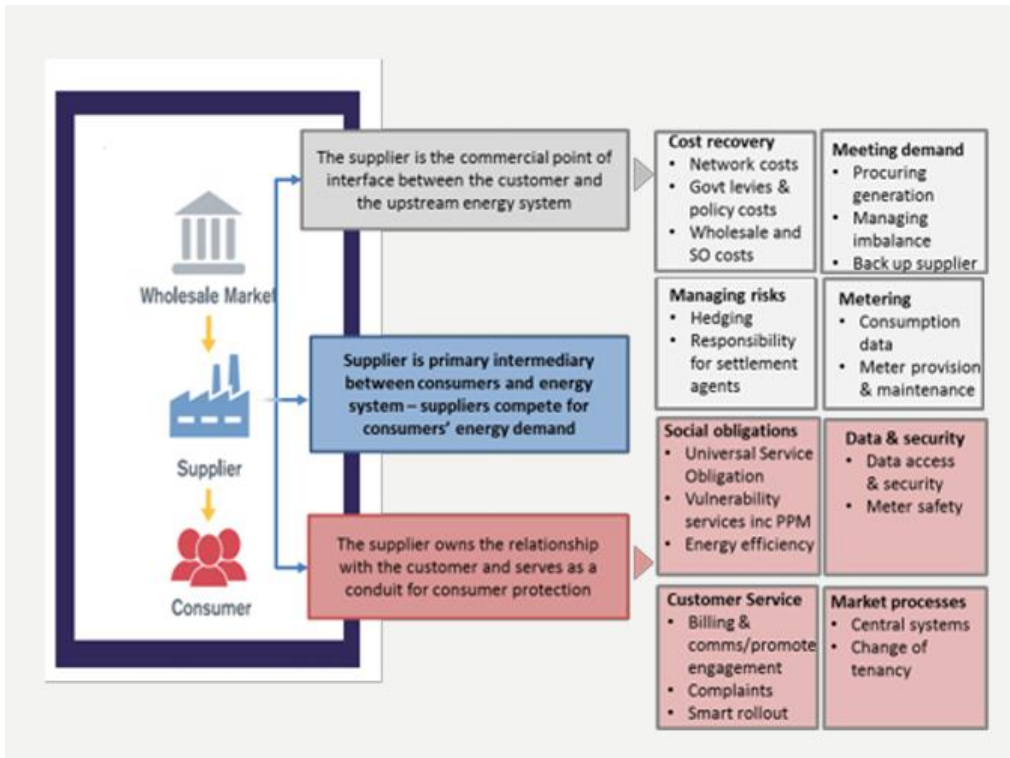 Wholesale Market
Supplier
Consumer
The supplier is the commercial point of
interface between the customer and
the upstream energy system
Supplier is primary intermediary
between consumers and energy
system – suppliers compete for
consumers' energy demand
The supplier owns the relationship
with the customer and serves as a
conduit for consumer protection
Cost recovery
• Network costs
• Govt levies &
policy costs
• Wholesale and
SO costs
Meeting demand
• Procuring
generation
• Managing
imbalance
• Back up supplier
Managing risks
• Hedging
• Responsibility
for settlement
agents
Metering
• Consumption
data
• Meter provision
& maintenance
Social obligations
• Universal Service
Obligation
• Vulnerability
services inc PPM
• Energy efficiency
Data & security
• Data access
& security
• Meter safety
Customer Service
• Billing &
comms/promote
engagement
• Complaints
• Smart rollout
Market processes
• Central systems
• Change of
tenancy